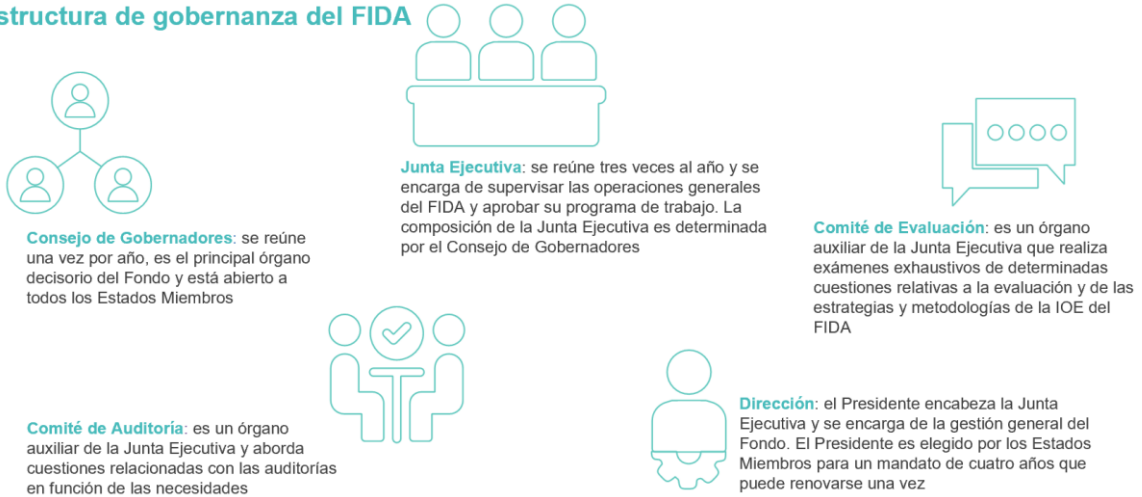 structura de gobernanza del FIDA
Junta Ejecutiva: se reúne tres veces al año y se
encarga de supervisar las operaciones generales
del FIDA y aprobar su programa de trabajo. La
composición de la Junta Ejecutiva es determinada
por el Consejo de Gobernadores
Consejo de Gobernadores: se reúne
una vez por año, es el principal órgano
decisorio del Fondo y está abierto a
todos los Estados Miembros
Comité de Evaluación: es un órgano
auxiliar de la Junta Ejecutiva que realiza
exámenes exhaustivos de determinadas
cuestiones relativas a la evaluación y de las
estrategias y metodologías de la IOE del
FIDA
Comité de Auditoría: es un órgano
auxiliar de la Junta Ejecutiva y aborda
cuestiones relacionadas con las auditorías
en función de las necesidades
Dirección: el Presidente encabeza la Junta
Ejecutiva y se encarga de la gestión general del
Fondo. El Presidente es elegido por los Estados
Miembros para un mandato de cuatro años que
puede renovarse una vez